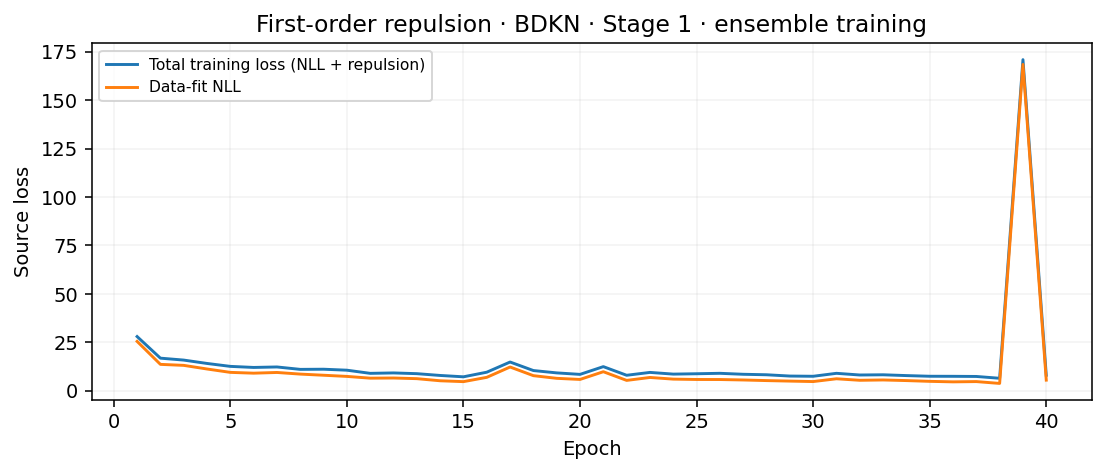 First-order repulsion · BDKN · Stage 1 · ensemble training
Total training loss (NLL + repulsion)
Data-fit NLL
Source loss
175
150
125
100
75
50
25
0
0 5 10 15 20 25 30 35 40
Epoch